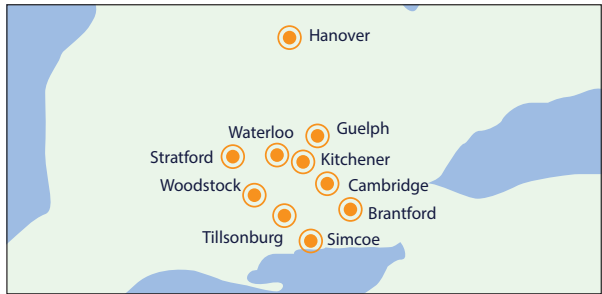 Hanover
Guelph
Waterloo
Stratford
Kitchener
Woodstock
Cambridge
Brantford
Tillsonburg
Simcoe